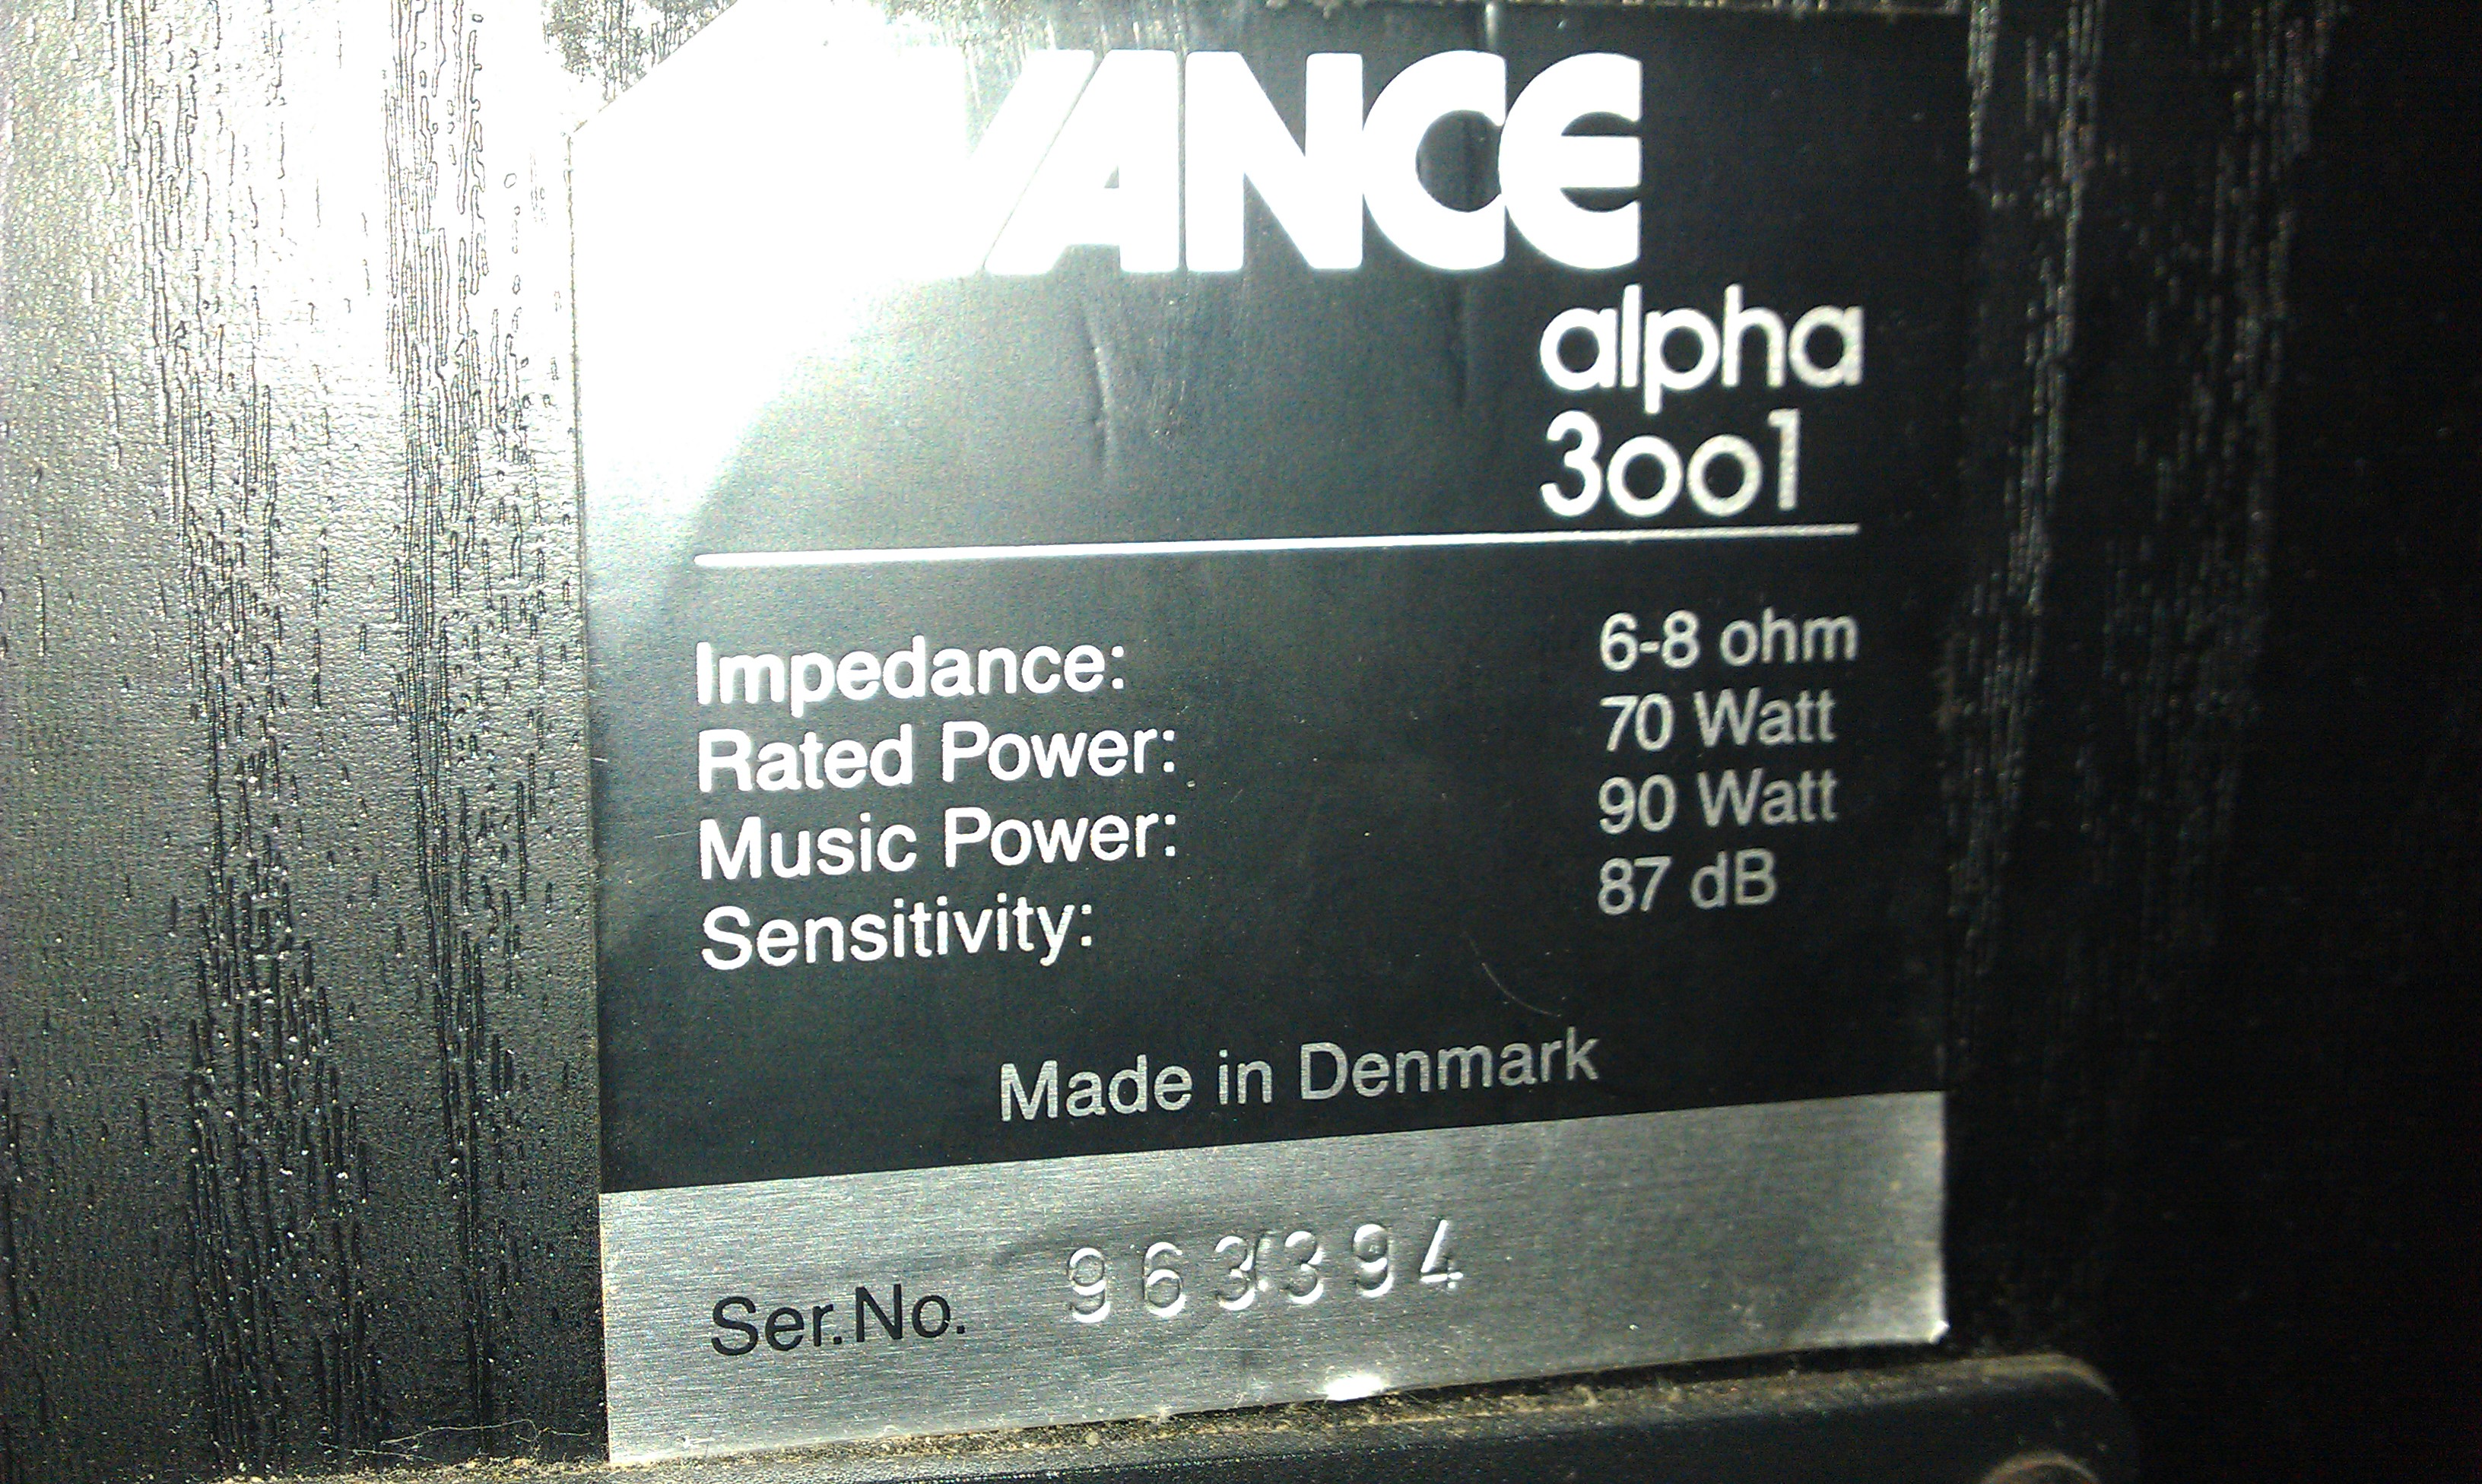 VANCE
alpha
3001
Impedance: 6-8 ohm
Rated Power: 70 Watt
Music Power: 90 Watt
Sensitivity: 87 dB
Made in Denmark
Ser.No. 963394